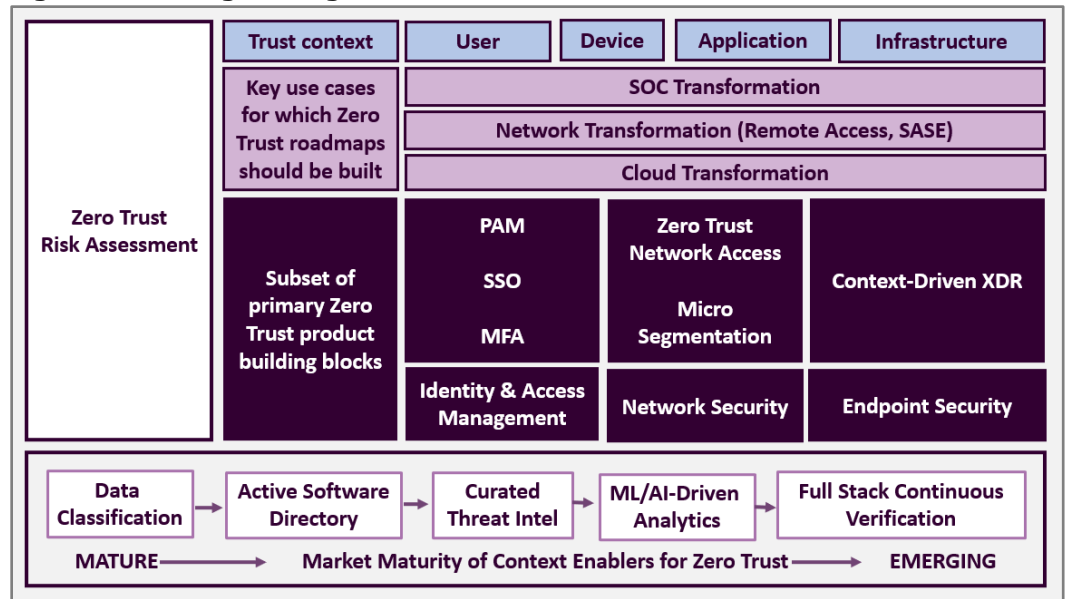 Trust context
User
Device
Application
Infrastructure
Zero Trust
Risk Assessment
Key use cases
for which Zero
Trust roadmaps
should be built
SOC Transformation
Network Transformation (Remote Access, SASE)
Cloud Transformation
Subset of
primary Zero
Trust product
building blocks
PAM
SSO
MFA
Zero Trust
Network Access
Micro
Segmentation
Context-Driven XDR
Identity & Access
Management
Network Security
Endpoint Security
Data
Classification
Active Software
Directory
Curated
Threat Intel
ML/AI-Driven
Analytics
Full Stack Continuous
Verification
MATURE
Market Maturity of Context Enablers for Zero Trust
EMERGING